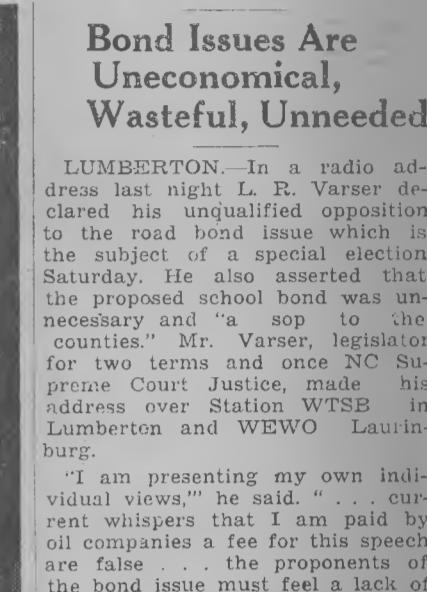 Bond Issues Are
Uneconomical,
Wasteful, Unneeded
LUMBERTON.—In a radio ad-
dress last night L. R. Varser de-
clared his unqualified opposition
to the road bond issue which is
the subject of a special election
Saturday. He also asserted that
the proposed school bond was un-
necessary and "a sop to the
counties." Mr. Varser, legislator
for two terms and once NC Su-
preme Court Justice, made his
address over Station WTSB in
Lumberton and WEWO Laurin-
burg.
"I am presenting my own indi-
vidual views,'" he said. " . . . cur-
rent whispers that I am paid by
oil companies a fee for this speech
are false . . . the proponents of
the bond issue must feel a lack of